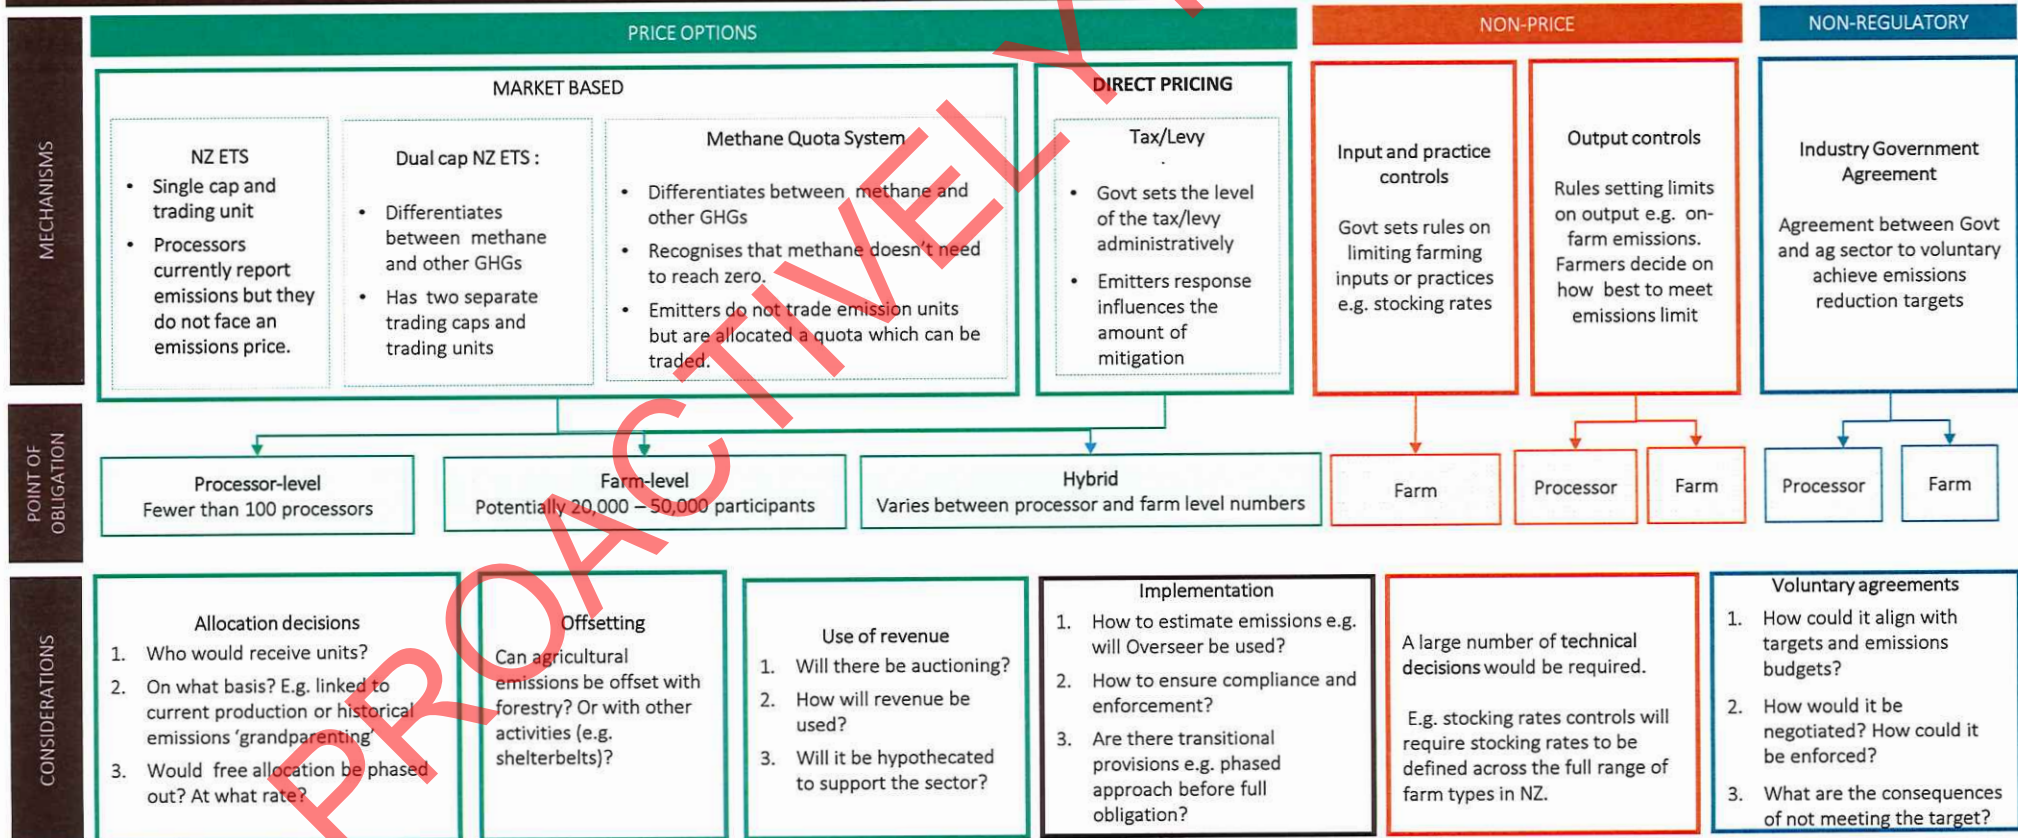 PRICE OPTIONS
NON-PRICE
NON-REGULATORY
MECHANISMS
MARKET BASED
NZ ETS
• Single cap and
trading unit
• Processors
currently report
emissions but they
do not face an
emissions price.
Dual cap NZ ETS :
• Differentiates
between methane
and other GHGs
• Has two separate
trading caps and
trading units
Methane Quota System
• Differentiates between methane and
other GHGs
• Recognises that methane doesn't need
to reach zero.
• Emitters do not trade emission units
but are allocated a quota which can be
traded.
DIRECT PRICING
Tax/Levy
.
• Govt sets the level
of the tax/levy
administratively
• Emitters response
influences the
amount of
mitigation
Input and practice
controls
Govt sets rules on
limiting farming
inputs or practices
e.g. stocking rates
Output controls
Rules setting limits
on output e.g. on-
farm emissions.
Farmers decide on
how best to meet
emissions limit
Industry Government
Agreement
Agreement between Govt
and ag sector to voluntary
achieve emissions
reduction targets
POINT OF
OBLIGATION
Processor-level
Fewer than 100 processors
Farm-level
Potentially 20,000 – 50,000 participants
Hybrid
Varies between processor and farm level numbers
Farm
Processor
Farm
Processor
Farm
CONSIDERATIONS
Allocation decisions
1. Who would receive units?
2. On what basis? E.g. linked to
current production or historical
emissions 'grandparenting'
3. Would free allocation be phased
out? At what rate?
Offsetting
Can agricultural
emissions be offset with
forestry? Or with other
activities (e.g.
shelterbelts)?
Use of revenue
1. Will there be auctioning?
2. How will revenue be
used?
3. Will it be hypothecated
to support the sector?
Implementation
1. How to estimate emissions e.g.
will Overseer be used?
2. How to ensure compliance and
enforcement?
3. Are there transitional
provisions e.g. phased
approach before full
obligation?
A large number of technical
decisions would be required.
E.g. stocking rates controls will
require stocking rates to be
defined across the full range of
farm types in NZ.
Voluntary agreements
1. How could it align with
targets and emissions
budgets?
2. How would it be
negotiated? How could it
be enforced?
3. What are the consequences
of not meeting the target?
PROACTIVELY